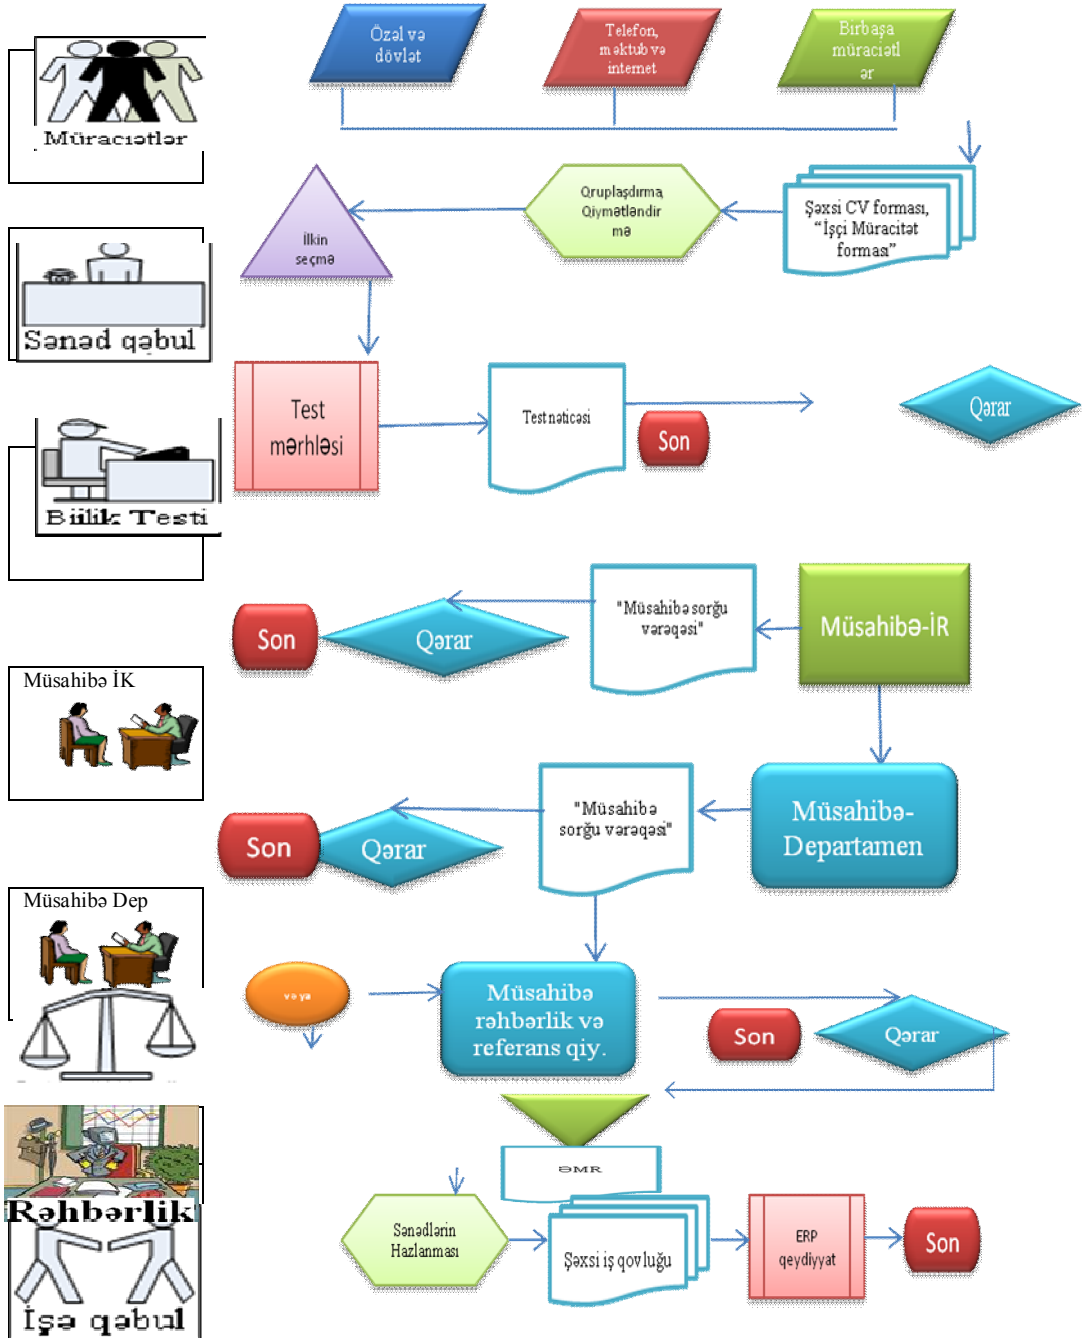 Özəl və
dövlət
Telefon,
məktub və
internet
Birbaşa
müraciətl
ər
Müraciətlər
Qruplaşdırma,
Qiymətləndir
mə
Şəxsi CV forması,
“İşçi Müracitət
forması”
İlkin
seçmə
Sənəd qəbul
Test
mərhləsi
Test nəticəsi
Son
Qərar
Bilik Testi
Son
Qərar
"Müsahibə sorğu
vərəqəsi"
Müsahibə-İR
Müsahibə İK
Son
Qərar
"Müsahibə
sorğu vərəqəsi"
Müsahibə-
Departamen
Müsahibə Dep
və ya
Müsahibə
rəhbərlik və
referans qiy.
Son
Qərar
ƏMR
Rəhbərlik
Sənədlərin
Hazlanması
Şəxsi iş qovluğu
ERP
qeydiyyat
Son
İşə qəbul